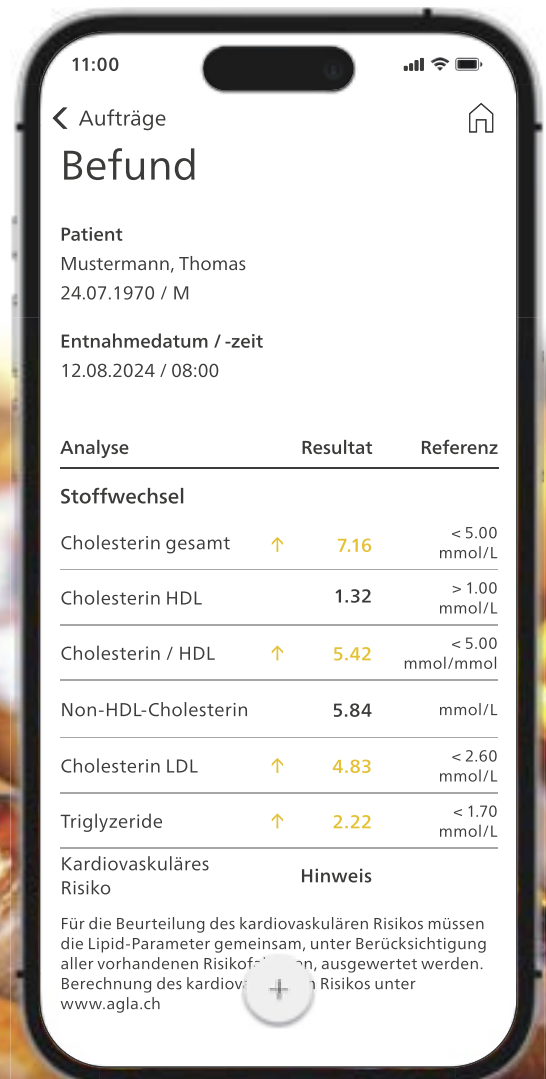 11:00
Aufträge
Befund
Patient
Mustermann, Thomas
24.07.1970 / M
Entnahmedatum / -zeit
12.08.2024 / 08:00
Analyse Resultat Referenz
Stoffwechsel
Cholesterin gesamt ↑ 7.16 < 5.00 mmol/L
Cholesterin HDL 1.32 > 1.00 mmol/L
Cholesterin / HDL ↑ 5.42 < 5.00 mmol/mmol
Non-HDL-Cholesterin 5.84 mmol/L
Cholesterin LDL ↑ 4.83 < 2.60 mmol/L
Triglyzeride ↑ 2.22 < 1.70 mmol/L
Kardiovaskuläres
Risiko Hinweis
Für die Beurteilung des kardiovaskulären Risikos müssen
die Lipid-Parameter gemeinsam, unter Berücksichtigung
aller vorhandenen ausgewertet werden.
Berechnung des Risikos unter
www.agla.ch
+